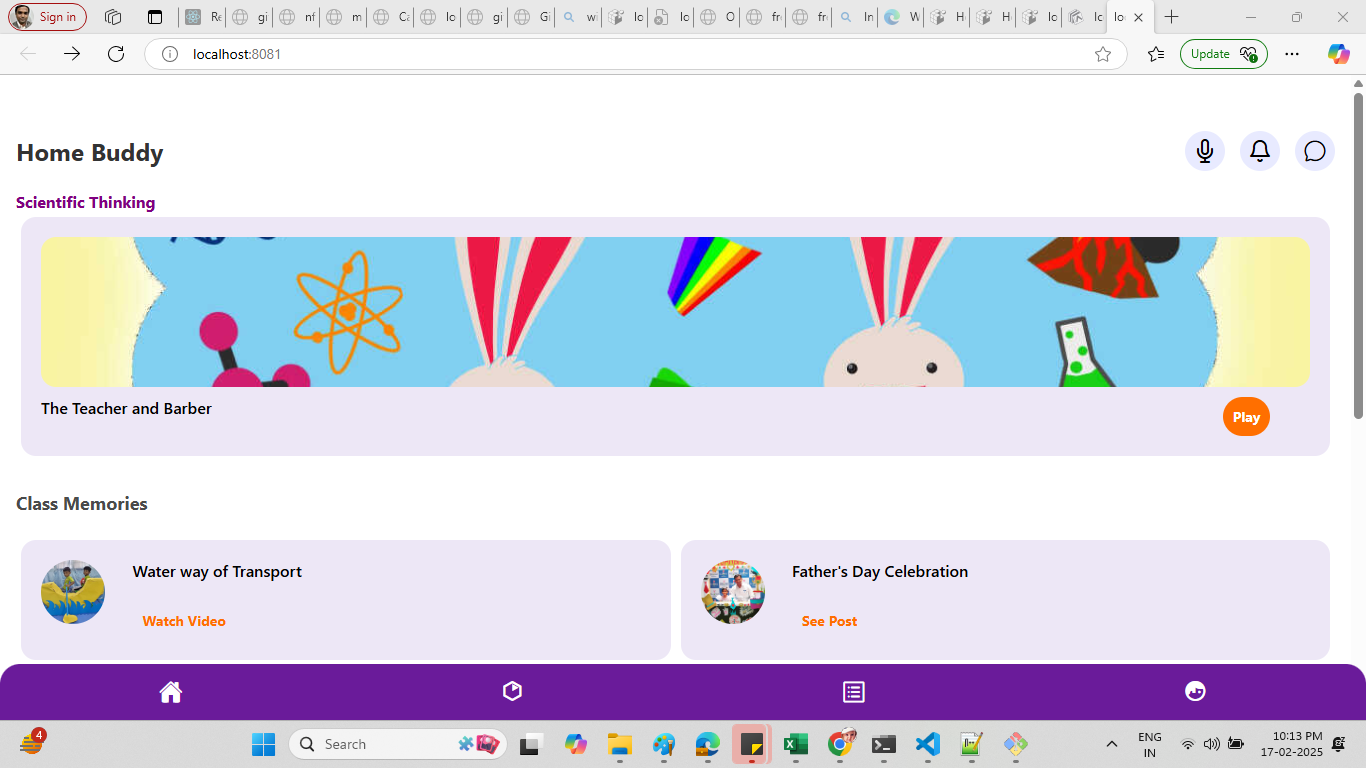 Sign in
Re
gi
nf
m
Ca
lo
gi
Gi
wi
lo
lo
O
fr
fr
In
W
H
H
lo
lo
localhost:8081
Update
Home Buddy
Scientific Thinking
The Teacher and Barber
Play
Class Memories
Water way of Transport
Father's Day Celebration
Watch Video
See Post
4
Search
ENG
IN
10:13 PM
17-02-2025